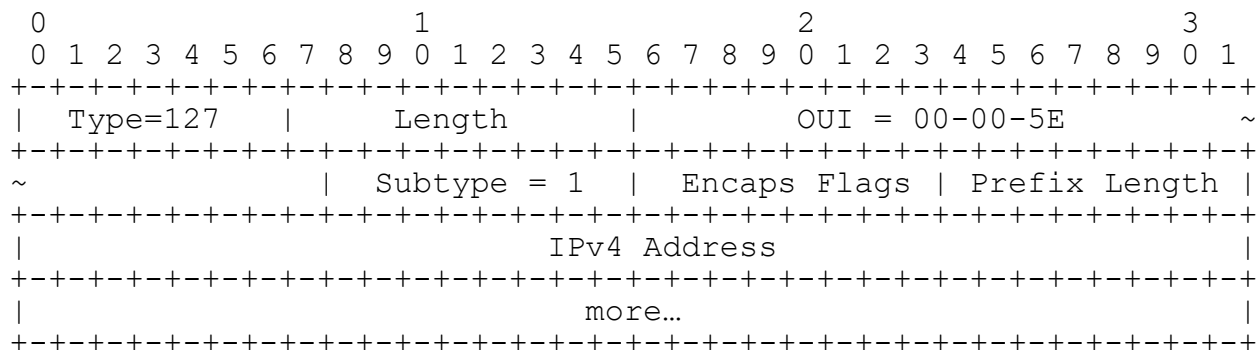 0                   1                   2                   3
 0 1 2 3 4 5 6 7 8 9 0 1 2 3 4 5 6 7 8 9 0 1 2 3 4 5 6 7 8 9 0 1
+-+-+-+-+-+-+-+-+-+-+-+-+-+-+-+-+-+-+-+-+-+-+-+-+-+-+-+-+-+-+-+-+
|  Type=127   |     Length      |        OUI = 00-00-5E         ~
+-+-+-+-+-+-+-+-+-+-+-+-+-+-+-+-+-+-+-+-+-+-+-+-+-+-+-+-+-+-+-+-+
~               |  Subtype = 1  |  Encaps Flags | Prefix Length |
+-+-+-+-+-+-+-+-+-+-+-+-+-+-+-+-+-+-+-+-+-+-+-+-+-+-+-+-+-+-+-+-+
|                           IPv4 Address                        |
+-+-+-+-+-+-+-+-+-+-+-+-+-+-+-+-+-+-+-+-+-+-+-+-+-+-+-+-+-+-+-+-+
|                             more…                             |
+-+-+-+-+-+-+-+-+-+-+-+-+-+-+-+-+-+-+-+-+-+-+-+-+-+-+-+-+-+-+-+-+